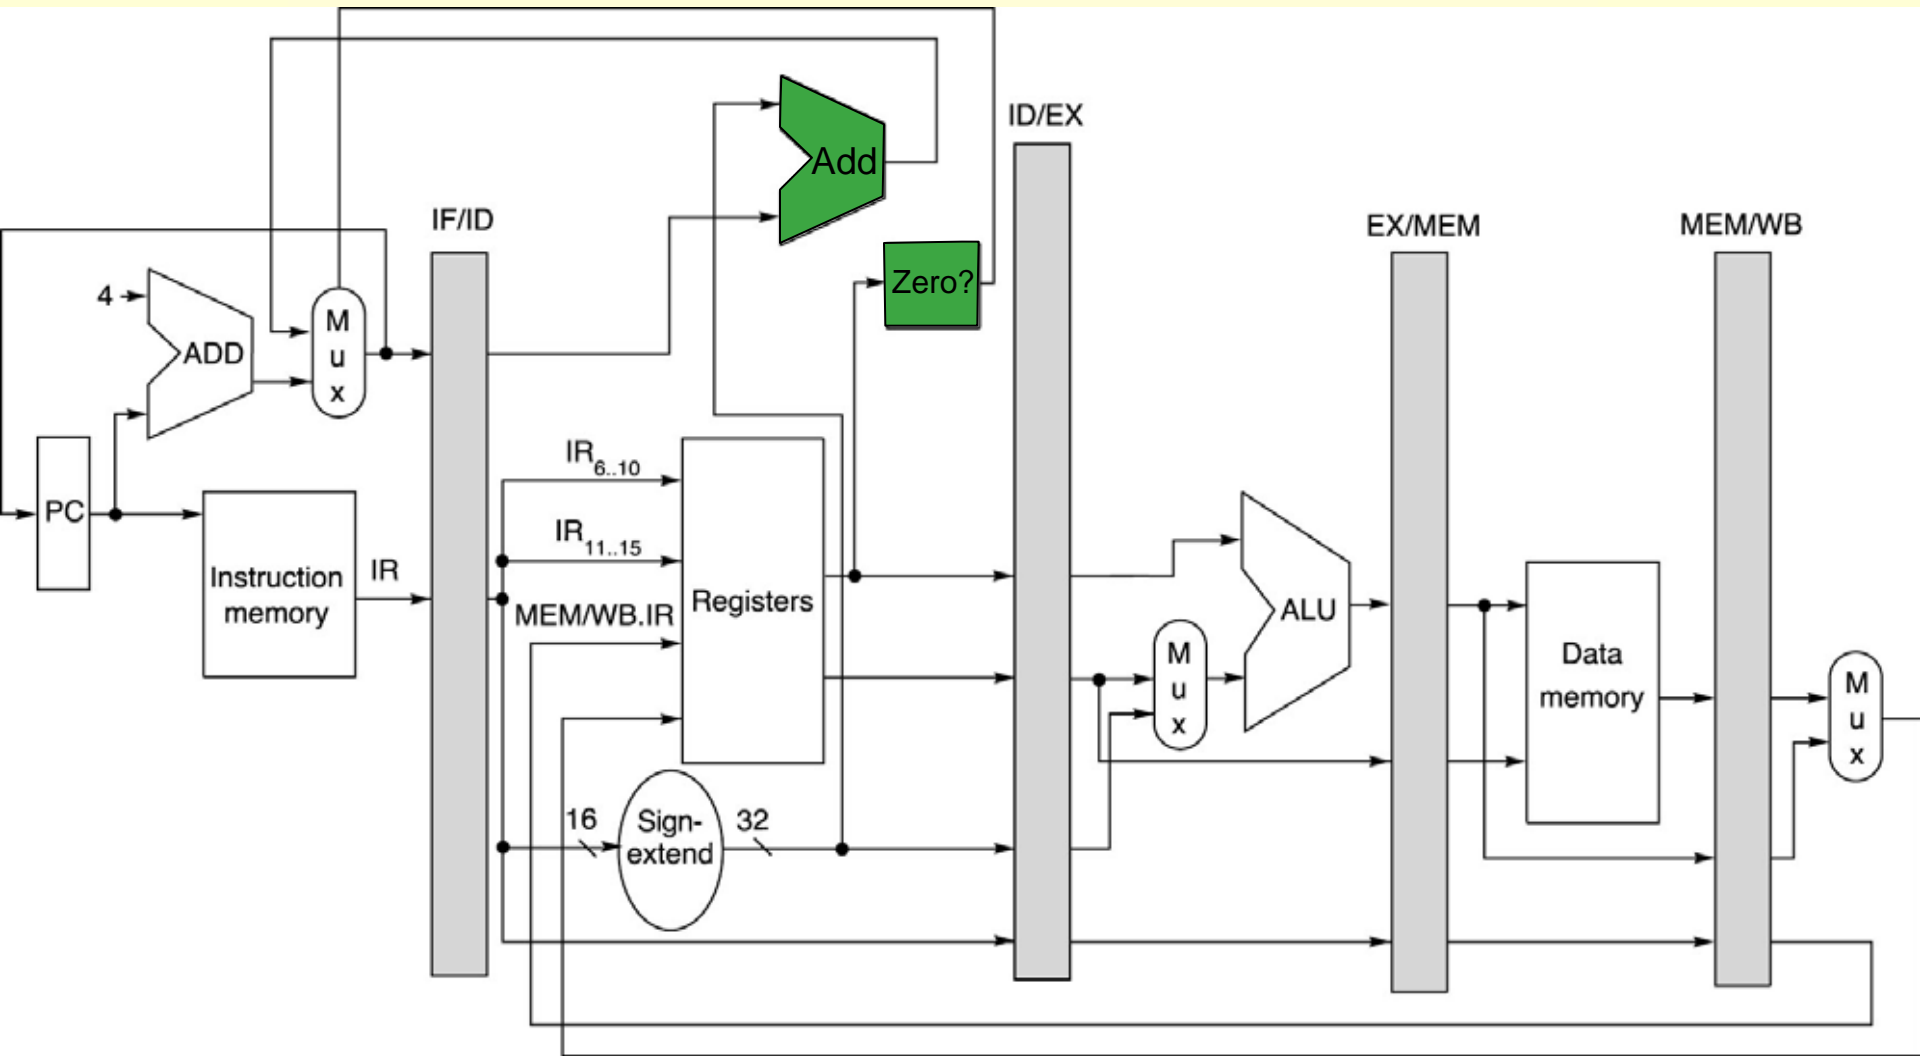 Add
ID/EX
IF/ID
EX/MEM
MEM/WB
Zero?
4
ADD
M
u
x
IR6..10
PC
IR11..15
Instruction
memory
IR
MEM/WB.IR
Registers
ALU
M
u
x
Data
memory
M
u
x
16
Sign-
extend
32